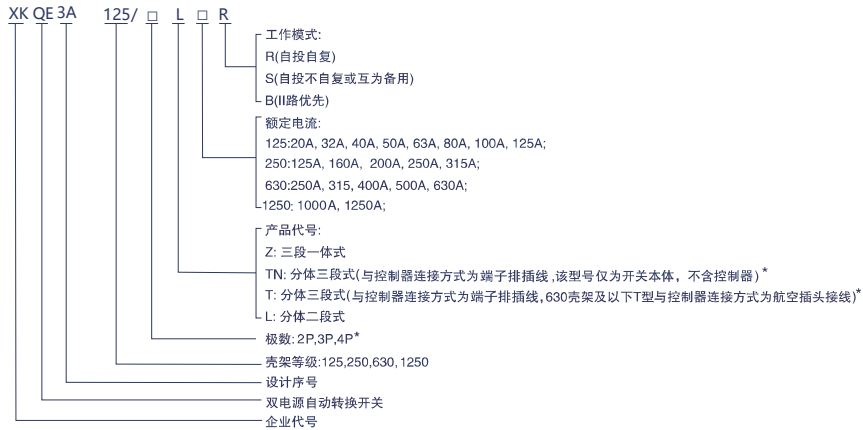 XK QE 3A 125/ □ L □ R
工作模式:
R(自投自复)
S(自投不自复或互为备用)
B(II路优先)
额定电流:
125:20A, 32A, 40A, 50A, 63A, 80A, 100A, 125A;
250:125A, 160A, 200A, 250A, 315A;
630:250A, 315, 400A, 500A, 630A;
1250: 1000A, 1250A;
产品代号:
Z: 三段一体式
TN: 分体三段式(与控制器连接方式为端子排插线,该型号仅为开关本体，不含控制器)*
T: 分体三段式(与控制器连接方式为端子排插线,630壳架及以下T型与控制器连接方式为航空插头接线)*
L: 分体二段式
极数: 2P,3P,4P*
壳架等级:125,250,630,1250
设计序号
双电源自动转换开关
企业代号